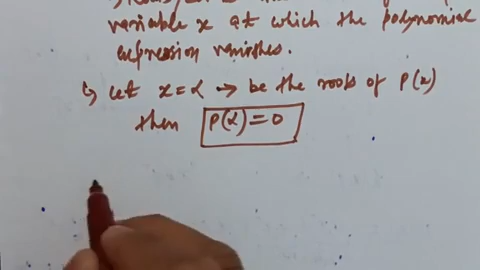 variable x at which the polynomial
expression vanishes.
↳ Let x = α → be the roots of P(x)
then P(α) = 0